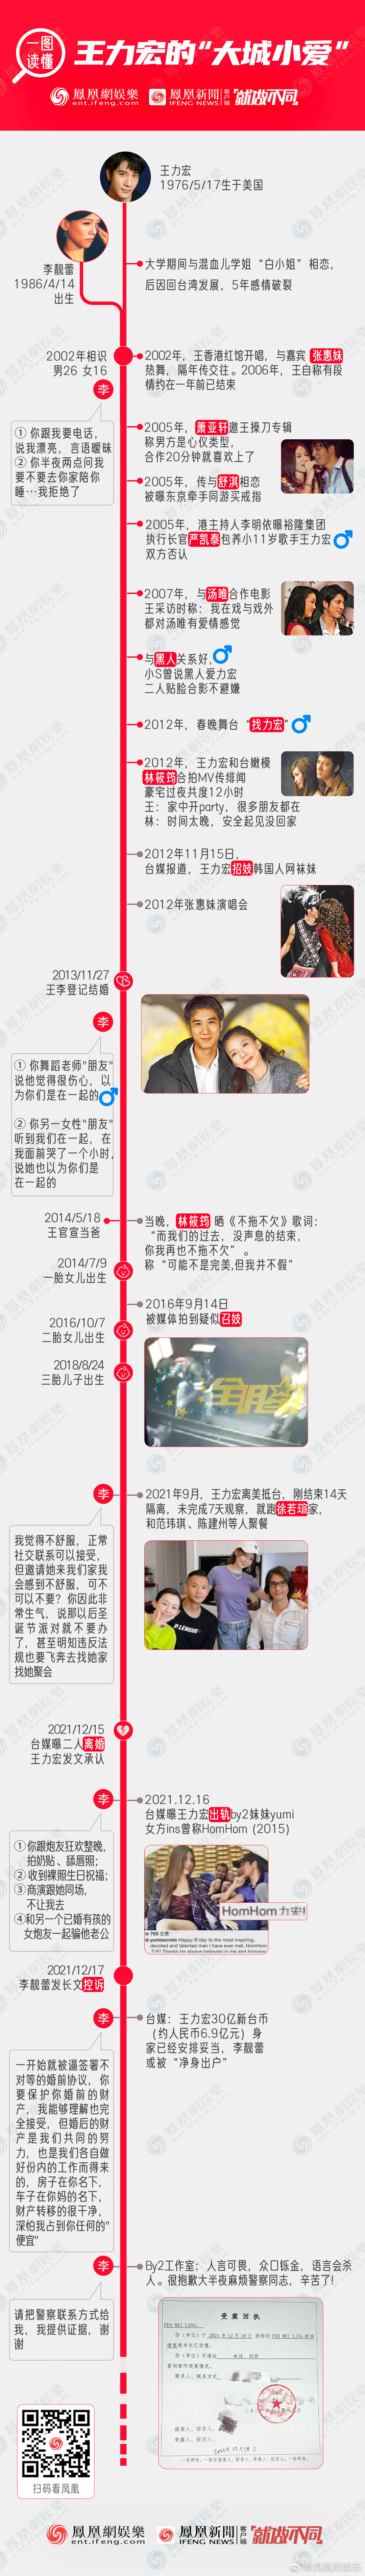 一图
读懂
王力宏的“大城小爱”
鳳凰網娛樂
ent.ifeng.com
鳳凰新聞
IFENG NEWS
客户端
就做不同
王力宏
1976/5/17生于美国
李靓蕾
1986/4/14
出生
大学期间与混血儿学姐“白小姐”相恋，
后因回台湾发展，5年感情破裂
2002年相识
男26 女16
2002年，王香港红馆开唱，与嘉宾 张惠妹
热舞，隔年传交往。2006年，王自称有段
情约在一年前已结束
李
① 你跟我要电话，
说我漂亮，言语暧昧
② 你半夜两点问我
要不要去你家陪你
睡…我拒绝了
2005年，萧亚轩邀王操刀专辑
称男方是心仪类型，
合作20分钟就喜欢上了
2005年，传与舒淇相恋
被曝东京牵手同游买戒指
2005年，港主持人李明依曝裕隆集团
执行长官严凯泰包养小11岁歌手王力宏
双方否认
2007年，与汤唯合作电影
王采访时称：我在戏与戏外
都对汤唯有爱情感觉
与黑人关系好，
小S曾说黑人爱力宏
二人贴脸合影不避嫌
2012年，春晚舞台“找力宏”
2012年，王力宏和台嫩模
林筱筠合拍MV传绯闻
豪宅过夜共度12小时
王：家中开party，很多朋友都在
林：时间太晚，安全起见没回家
2012年11月15日，
台媒报道，王力宏招妓韩国人网袜妹
2012年张惠妹演唱会
2013/11/27
王李登记结婚
李
① 你舞蹈老师"朋友"
说他觉得很伤心，以
为你们是在一起的
② 你另一女性"朋友"
听到我们在一起，在
我面前哭了一个小时，
说她也以为你们是
在一起的
2014/5/18
王官宣当爸
当晚，林筱筠 晒《不拖不欠》歌词：
“而我们的过去，没声息的结束，
你我再也不拖不欠”。
称“可能不是完美,但我并不假”
2014/7/9
一胎女儿出生
2016年9月14日
被媒体拍到疑似召妓
2016/10/7
二胎女儿出生
2018/8/24
三胎儿子出生
李
2021年9月，王力宏离美抵台，刚结束14天
隔离，未完成7天观察，就跑徐若瑄家，
和范玮琪、陈建州等人聚餐
我觉得不舒服，正常
社交联系可以接受，
但邀请她来我们家我
会感到不舒服，可不
可以不要？你因此非
常生气，说那以后圣
诞节派对就不要办
了，甚至明知违反法
规也要飞奔去找她家
找她聚会
P.LEAGUE+
2021/12/15
台媒曝二人离婚
王力宏发文承认
李
2021.12.16
台媒曝王力宏出轨by2妹妹yumi
女方ins曾称HomHom (2015)
①你跟炮友狂欢整晚，
拍奶贴、舔唇照；
② 收到裸照生日祝福；
③ 商演跟她同场，
不让我去
④和另一个已婚有孩的
女炮友一起骗他老公
HomHom力宏!
2021/12/17
李靓蕾发长文控诉
李
台媒：王力宏30亿新台币
（约人民币6.9亿元）身
家已经安排妥当，李靓蕾
或被“净身出户”
一开始就被逼签署不
对等的婚前协议，你
要保护你婚前的财
产，我能够理解也完
全接受，但婚后的财
产是我们共同的努
力，也是我们各自做
好份内的工作而得来
的，房子在你名下，
车子在你妈的名下，
财产转移的很干净，
深怕我占到你任何的"
便宜"
李
By2工作室：人言可畏，众口铄金，语言会杀
人。很抱歉大半夜麻烦警察同志，辛苦了!
请把警察联系方式给
我，我提供证据，谢
谢
受案回执
PEH WEI LING
扫码看凤凰
鳳凰網娛樂
ent.ifeng.com
鳳凰新聞
IFENG NEWS
客户端
就做不同
@凤凰网娱乐